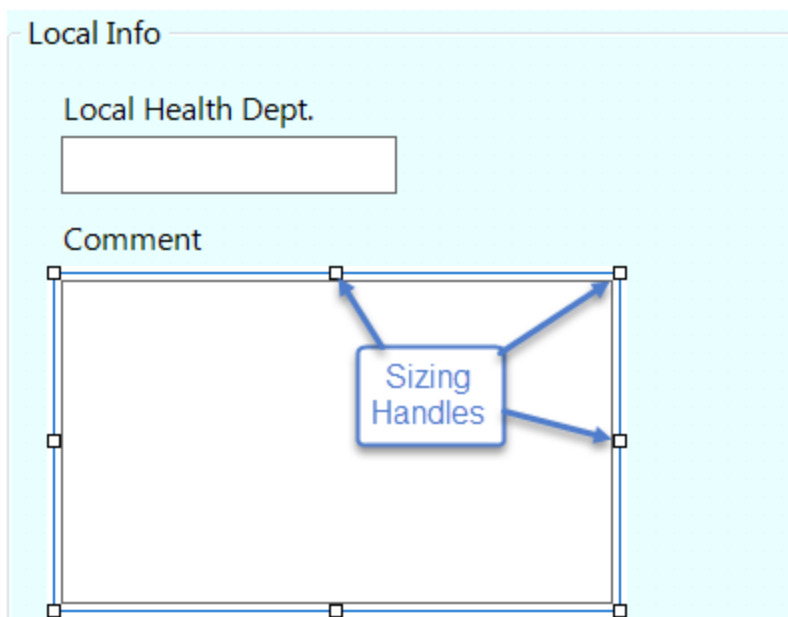 Local Info
Local Health Dept.
Comment
Sizing
Handles